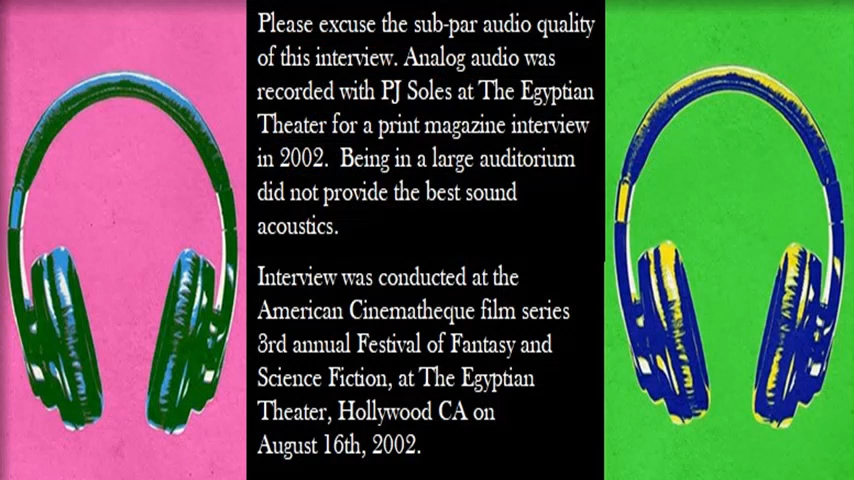 Please excuse the sub-par audio quality
of this interview. Analog audio was
recorded with PJ Soles at The Egyptian
Theater for a print magazine interview
in 2002.  Being in a large auditorium
did not provide the best sound
acoustics.
Interview was conducted at the
American Cinematheque film series
3rd annual Festival of Fantasy and
Science Fiction, at The Egyptian
Theater, Hollywood CA on
August 16th, 2002.